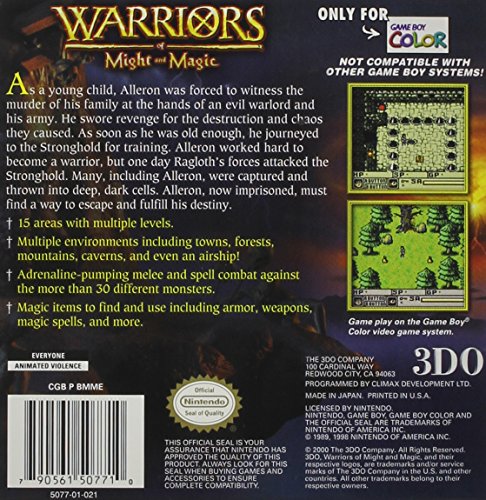 WARRIORS
of
Might and Magic
ONLY FOR
GAME BOY
COLOR
NOT COMPATIBLE WITH
OTHER GAME BOY SYSTEMS!
As a young child, Alleron was forced to witness the
murder of his family at the hands of an evil warlord and
his army. He swore revenge for the destruction and chaos
they caused. As soon as he was old enough, he journeyed
to the Stronghold for training. Alleron worked hard to
become a warrior, but one day Ragloth's forces attacked the
Stronghold. Many, including Alleron, were captured and
thrown into deep, dark cells. Alleron, now imprisoned, must
find a way to escape and fulfill his destiny.
† 15 areas with multiple levels.
† Multiple environments including towns, forests,
mountains, caverns, and even an airship!
† Adrenaline-pumping melee and spell combat against
the more than 30 different monsters.
† Magic items to find and use including armor, weapons,
magic spells, and more.
Game play on the Game Boy®
Color video game system.
EVERYONE
ANIMATED VIOLENCE
CGB P BMME
7 90561 50771 0
5077-01-021
Official
Nintendo
Seal of Quality
THIS OFFICIAL SEAL IS YOUR
ASSURANCE THAT NINTENDO HAS
APPROVED THE QUALITY OF THIS
PRODUCT. ALWAYS LOOK FOR THIS
SEAL WHEN BUYING GAMES AND
ACCESSORIES TO ENSURE
COMPLETE COMPATIBILITY.
THE 3DO COMPANY
100 CARDINAL WAY
REDWOOD CITY, CA 94063
PROGRAMMED BY CLIMAX DEVELOPMENT LTD.
MADE IN JAPAN. PRINTED IN U.S.A.
3DO
LICENSED BY NINTENDO.
NINTENDO, GAME BOY, GAME BOY COLOR AND
THE OFFICIAL SEAL ARE TRADEMARKS
OF NINTENDO OF AMERICA INC.
© 1989, 1998 NINTENDO OF AMERICA INC.
© 2000 The 3DO Company. All Rights Reserved.
3DO, Warriors of Might and Magic, and their
respective logos, are trademarks and/or service
marks of The 3DO Company in the U.S. and other
countries. All other trademarks belong to their
respective owners.